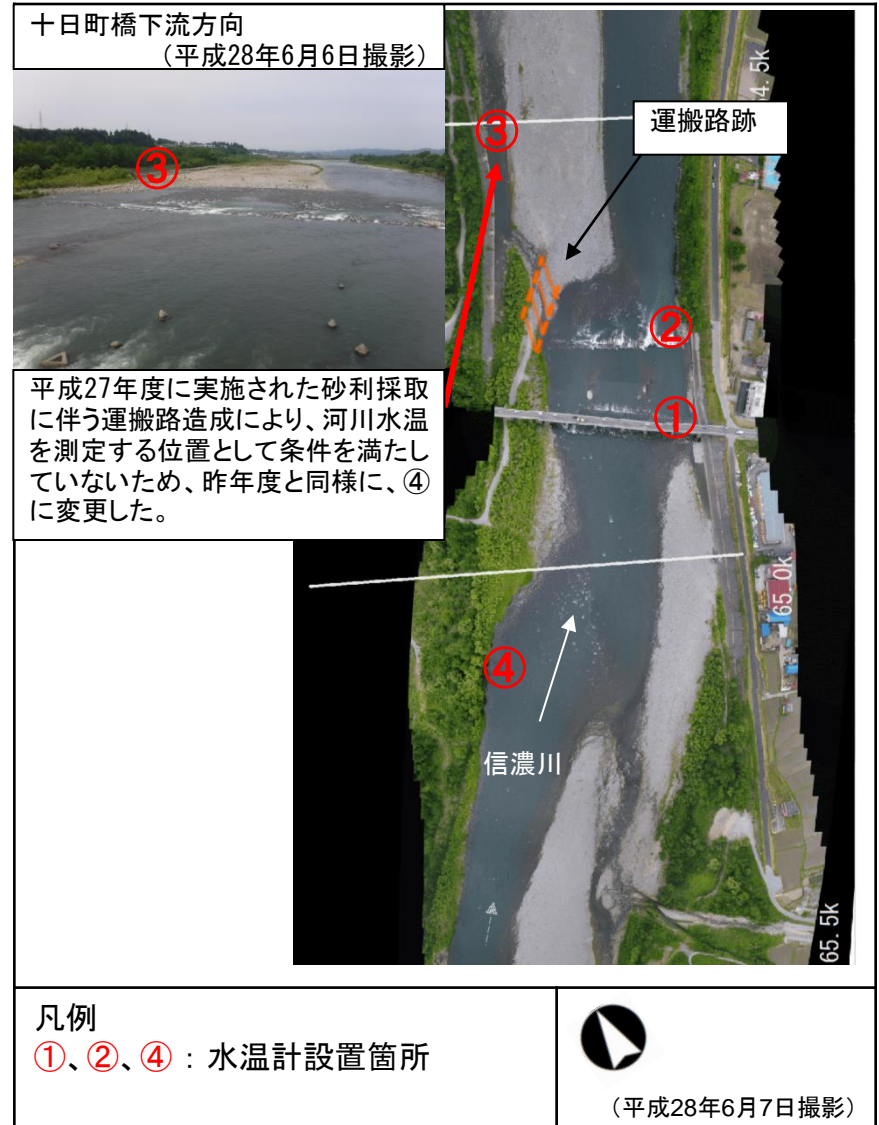 十日町橋下流方向
(平成28年6月6日撮影)
③
平成27年度に実施された砂利採取
に伴う運搬路造成により、河川水温
を測定する位置として条件を満たし
ていないため、昨年度と同様に、④
に変更した。
4.5k
運搬路跡
③
②
①
65.0k
④
信濃川
65.5k
凡例
①、②、④ : 水温計設置箇所
(平成28年6月7日撮影)